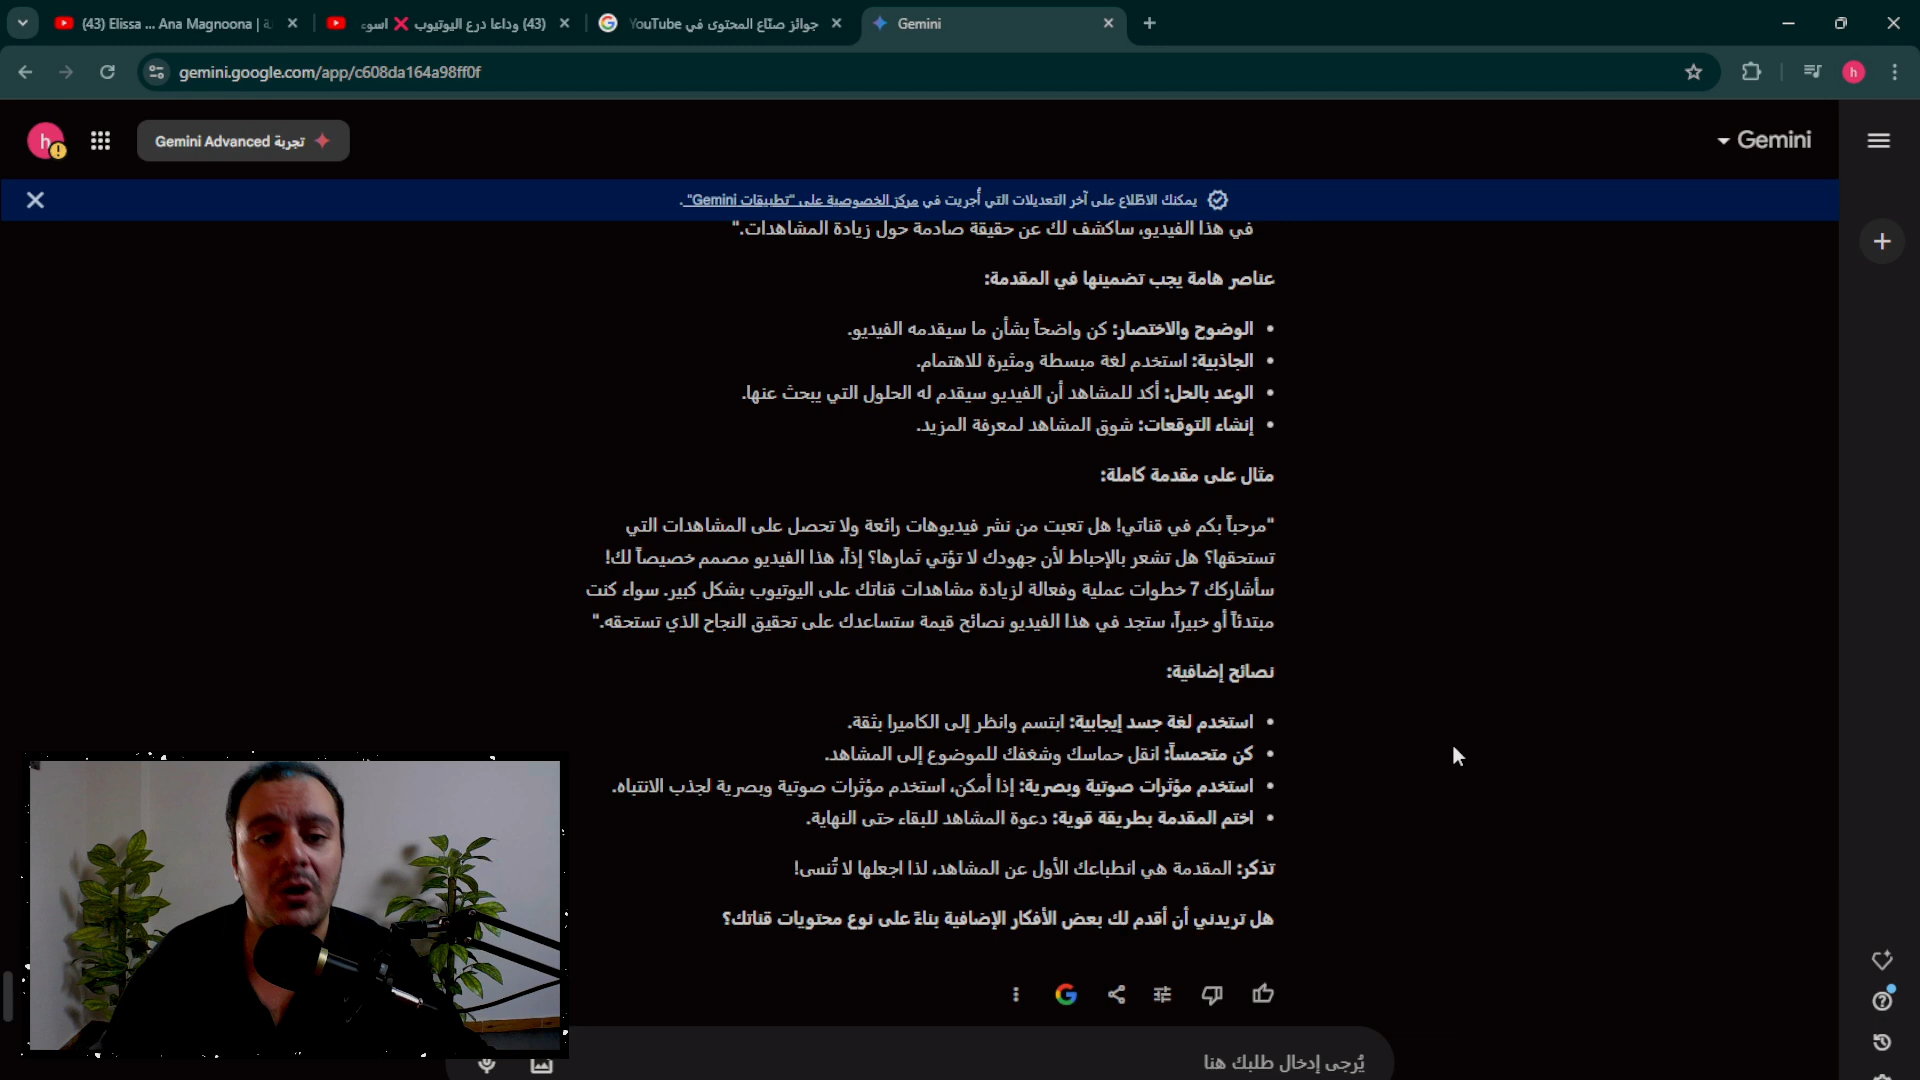 (43) Elissa ... Ana Magnoona |
(43) وداعا درع اليوتيوب ❌ اسوء
جوائز صنّاع المحتوى في YouTube
Gemini
gemini.google.com/app/c608da164a98ff0f
h
h
تجربة Gemini Advanced
Gemini
يمكنك الاطّلاع على آخر التعديلات التي أُجريت في مركز الخصوصية على "تطبيقات Gemini".
في هذا الفيديو، سأكشف لك عن حقيقة صادمة حول زيادة المشاهدات."
عناصر هامة يجب تضمينها في المقدمة:
• الوضوح والاختصار: كن واضحاً بشأن ما سيقدمه الفيديو.
• الجاذبية: استخدم لغة مبسطة ومثيرة للاهتمام.
• الوعد بالحل: أكد للمشاهد أن الفيديو سيقدم له الحلول التي يبحث عنها.
• إنشاء التوقعات: شوق المشاهد لمعرفة المزيد.
مثال على مقدمة كاملة:
"مرحباً بكم في قناتي! هل تعبت من نشر فيديوهات رائعة ولا تحصل على المشاهدات التي
تستحقها؟ هل تشعر بالإحباط لأن جهودك لا تؤتي ثمارها؟ إذاً، هذا الفيديو مصمم خصيصاً لك!
سأشاركك 7 خطوات عملية وفعالة لزيادة مشاهدات قناتك على اليوتيوب بشكل كبير. سواء كنت
مبتدئاً أو خبيراً، ستجد في هذا الفيديو نصائح قيمة ستساعدك على تحقيق النجاح الذي تستحقه."
نصائح إضافية:
• استخدم لغة جسد إيجابية: ابتسم وانظر إلى الكاميرا بثقة.
• كن متحمساً: انقل حماسك وشغفك للموضوع إلى المشاهد.
• استخدم مؤثرات صوتية وبصرية: إذا أمكن، استخدم مؤثرات صوتية وبصرية لجذب الانتباه.
• اختم المقدمة بطريقة قوية: دعوة المشاهد للبقاء حتى النهاية.
تذكر: المقدمة هي انطباعك الأول عن المشاهد، لذا اجعلها لا تُنسى!
هل تريدني أن أقدم لك بعض الأفكار الإضافية بناءً على نوع محتويات قناتك؟
يُرجى إدخال طلبك هنا